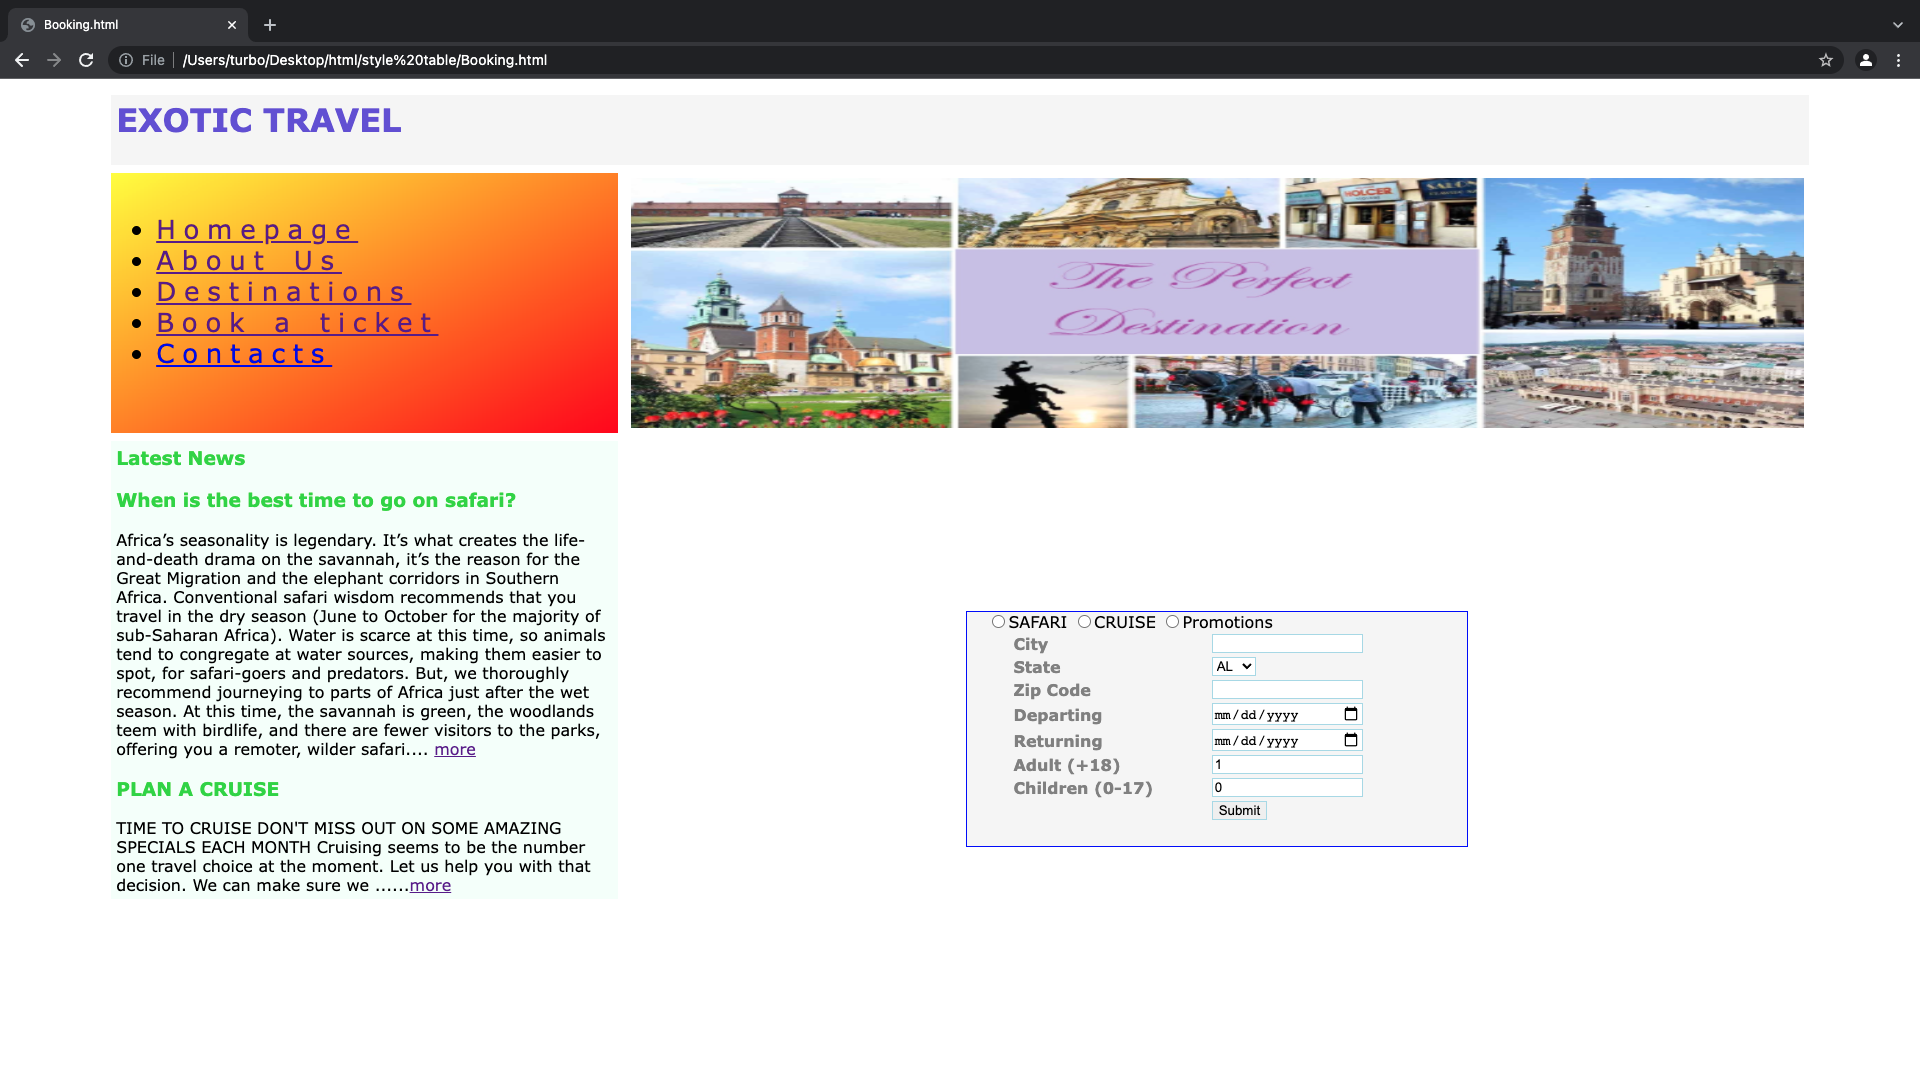 Booking.html
File
/Users/turbo/Desktop/html/style%20table/Booking.html
EXOTIC TRAVEL
Homepage
About Us
Destinations
Book a ticket
Contacts
HOLCER
The Perfect
Destination
Latest News
When is the best time to go on safari?
Africa’s seasonality is legendary. It’s what creates the life-
and-death drama on the savannah, it’s the reason for the
Great Migration and the elephant corridors in Southern
Africa. Conventional safari wisdom recommends that you
travel in the dry season (June to October for the majority of
sub-Saharan Africa). Water is scarce at this time, so animals
tend to congregate at water sources, making them easier to
spot, for safari-goers and predators. But, we thoroughly
recommend journeying to parts of Africa just after the wet
season. At this time, the savannah is green, the woodlands
teem with birdlife, and there are fewer visitors to the parks,
offering you a remoter, wilder safari.... more
PLAN A CRUISE
TIME TO CRUISE DON'T MISS OUT ON SOME AMAZING
SPECIALS EACH MONTH Cruising seems to be the number
one travel choice at the moment. Let us help you with that
decision. We can make sure we ......more
SAFARI CRUISE Promotions
City
State AL
Zip Code
Departing mm/dd/yyyy
Returning mm/dd/yyyy
Adult (+18) 1
Children (0-17) 0
Submit